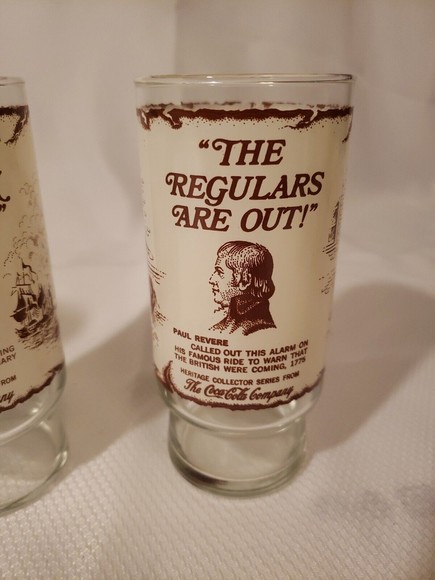 “THE
REGULARS
ARE OUT!”
PAUL REVERE
CALLED OUT THIS ALARM ON
HIS FAMOUS RIDE TO WARN THAT
THE BRITISH WERE COMING, 1775
HERITAGE COLLECTOR SERIES FROM
The Coca-Cola Company
FROM